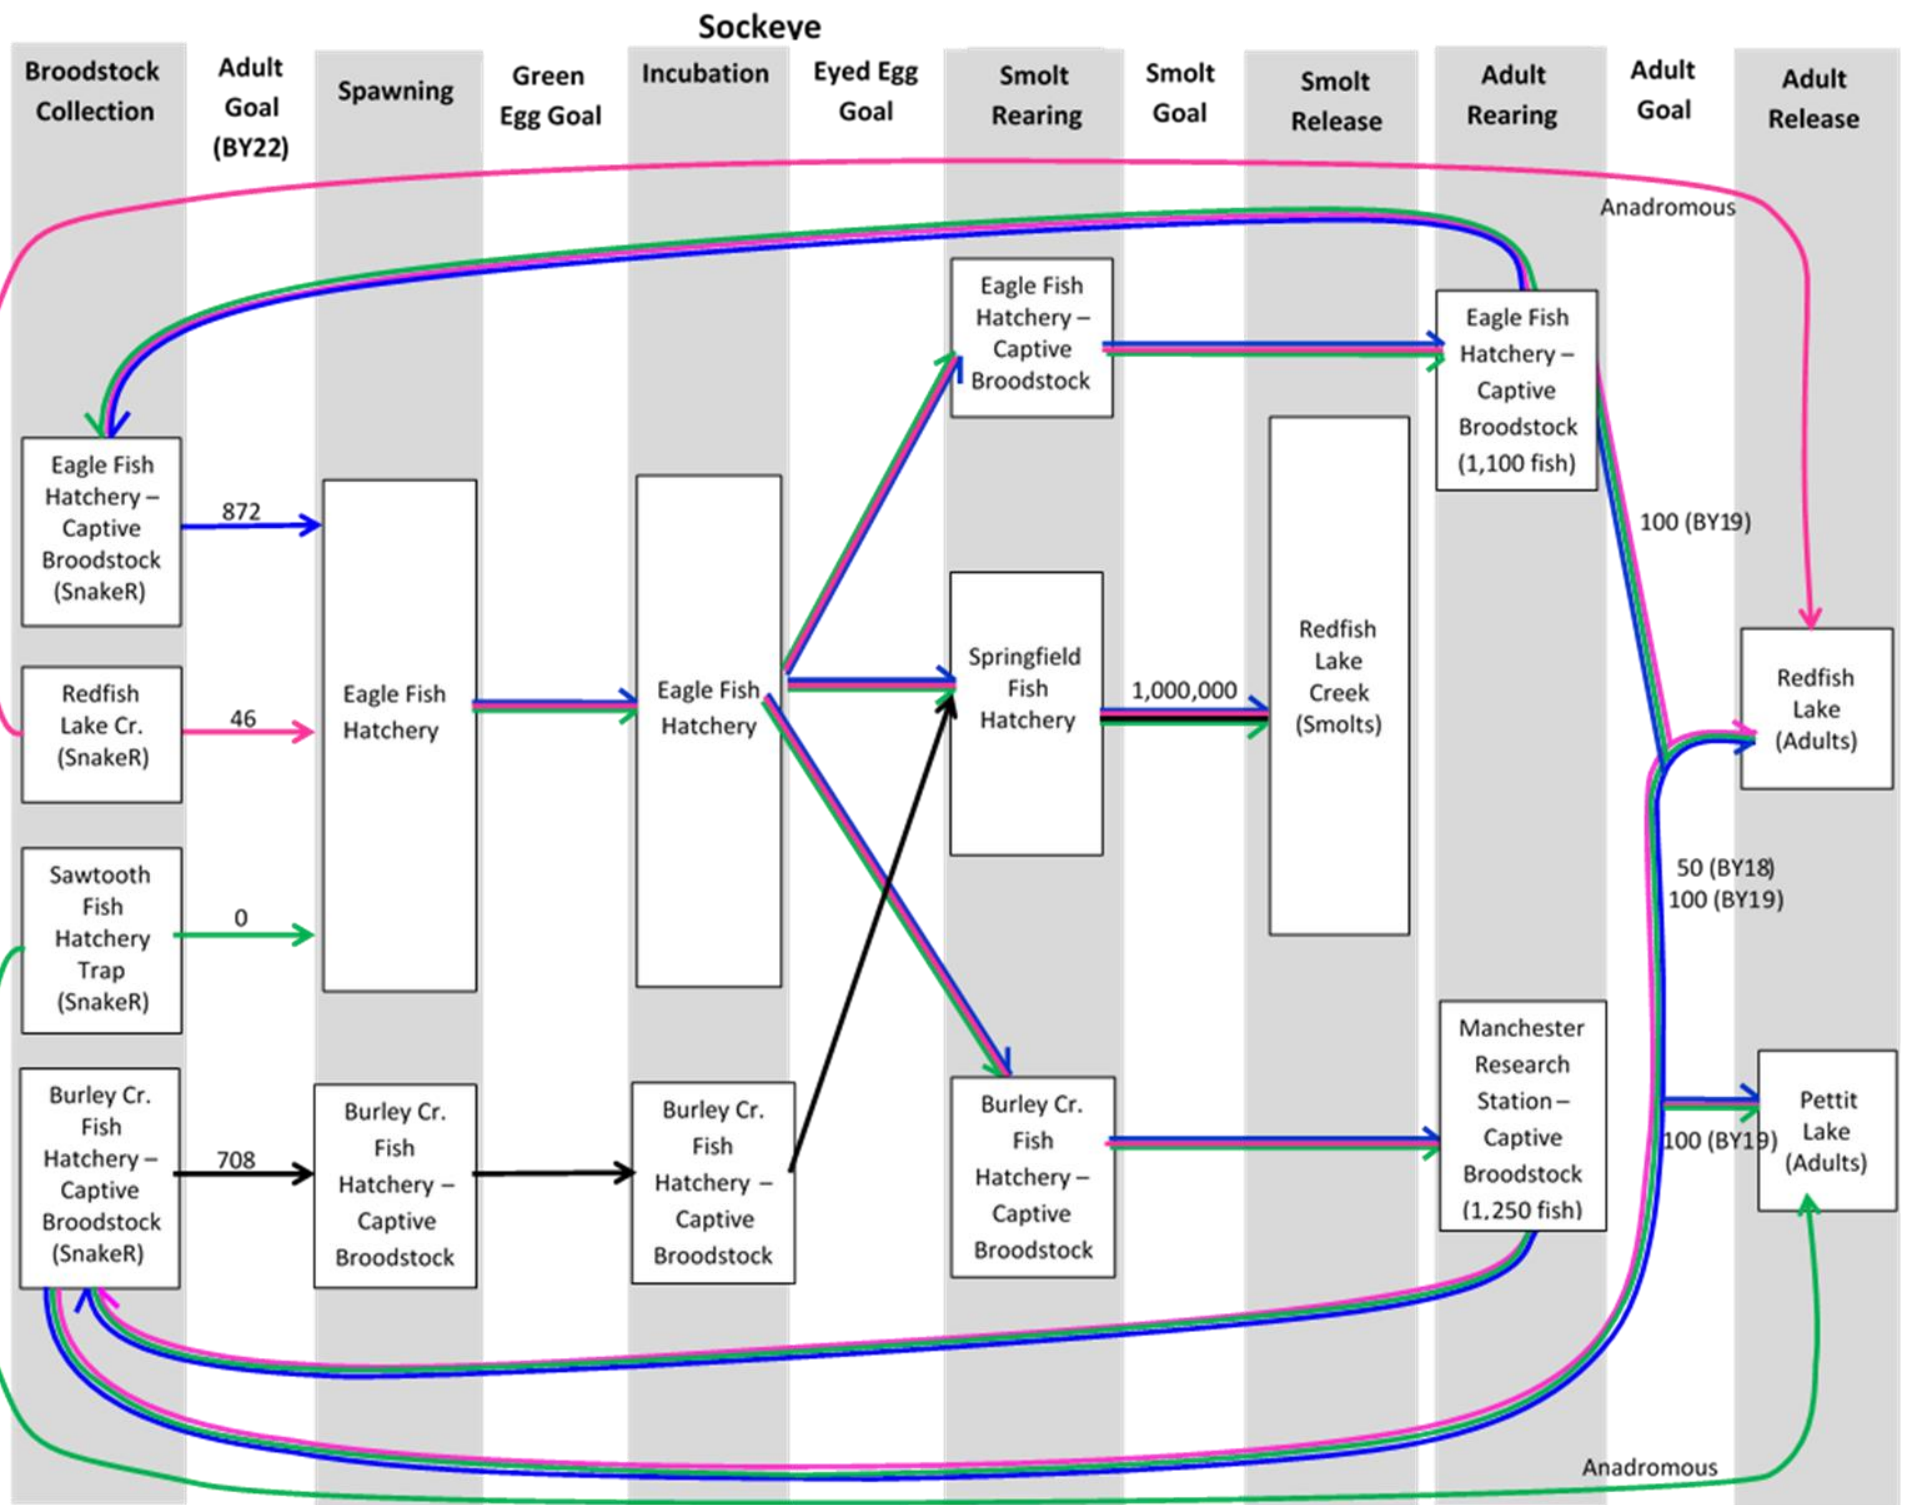 Sockeye
Broodstock
Collection
Adult
Goal
(BY22)
Spawning
Green
Egg Goal
Incubation
Eyed Egg
Goal
Smolt
Rearing
Smolt
Goal
Smolt
Release
Adult
Rearing
Adult
Goal
Adult
Release
Anadromous
Eagle Fish
Hatchery –
Captive
Broodstock
(SnakeR)
872
Redfish
Lake Cr.
(SnakeR)
46
Sawtooth
Fish
Hatchery
Trap
(SnakeR)
0
Burley Cr.
Fish
Hatchery –
Captive
Broodstock
(SnakeR)
708
Eagle Fish
Hatchery
Burley Cr.
Fish
Hatchery –
Captive
Broodstock
Eagle Fish
Hatchery
Burley Cr.
Fish
Hatchery –
Captive
Broodstock
Eagle Fish
Hatchery –
Captive
Broodstock
Springfield
Fish
Hatchery
Burley Cr.
Fish
Hatchery –
Captive
Broodstock
1,000,000
Redfish
Lake
Creek
(Smolts)
Eagle Fish
Hatchery –
Captive
Broodstock
(1,100 fish)
Manchester
Research
Station –
Captive
Broodstock
(1,250 fish)
100 (BY19)
50 (BY18)
100 (BY19)
100 (BY19)
Redfish
Lake
(Adults)
Pettit
Lake
(Adults)
Anadromous